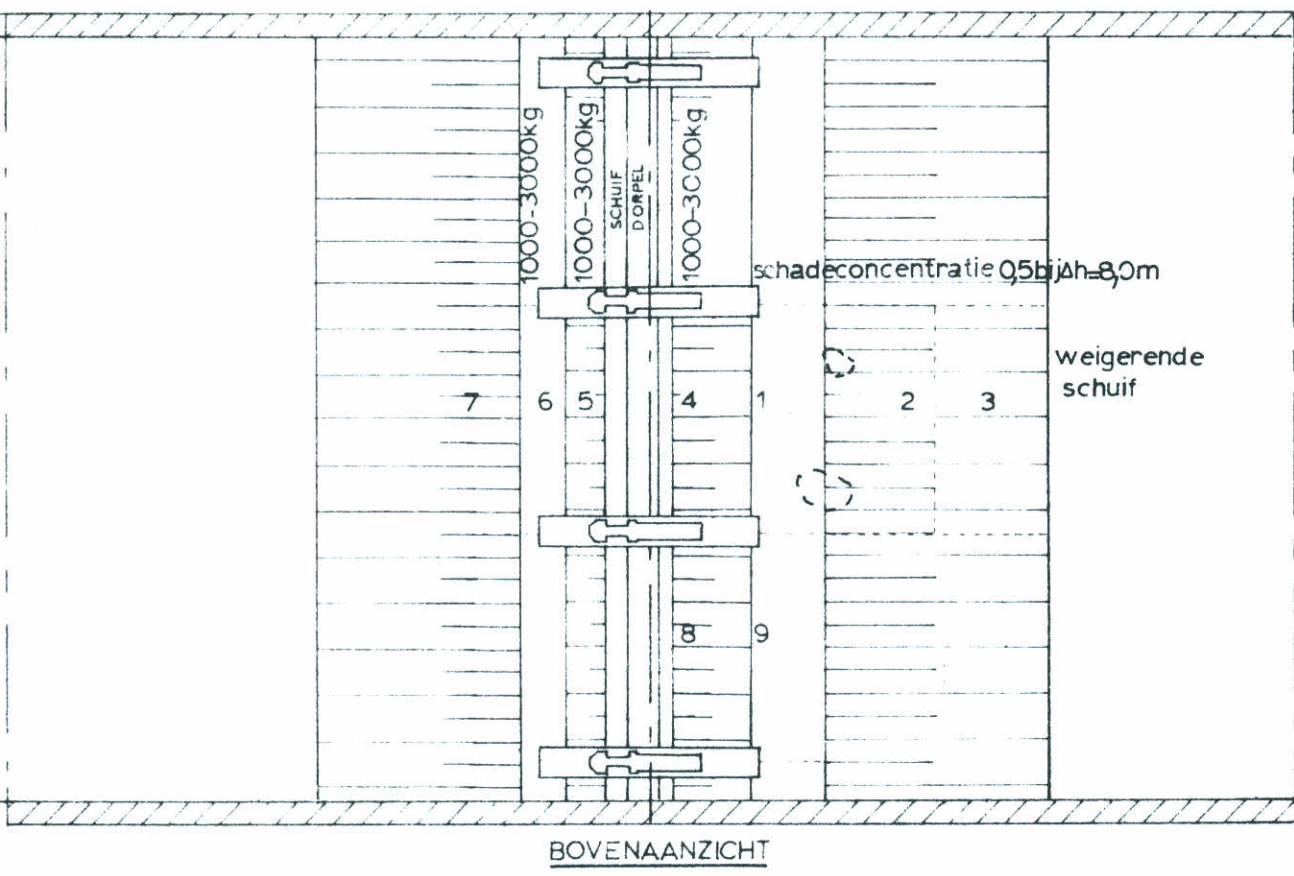 1000-3000kg
1000-3000kg
SCHUIF
DORPEL
1000-3000kg
schadeconcentratie 0,5 bij Δh=8,0m
weigerende
schuif
7 6 5 4 1 2 3
8 9
BOVENAANZICHT